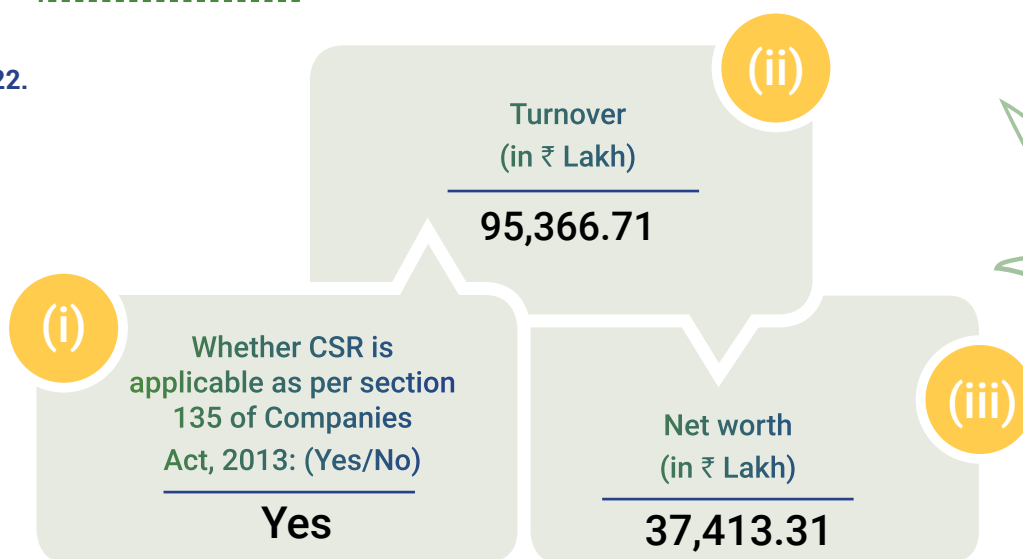 22.
(i)
Whether CSR is
applicable as per section
135 of Companies
Act, 2013: (Yes/No)
Yes
(ii)
Turnover
(in ₹ Lakh)
95,366.71
(iii)
Net worth
(in ₹ Lakh)
37,413.31